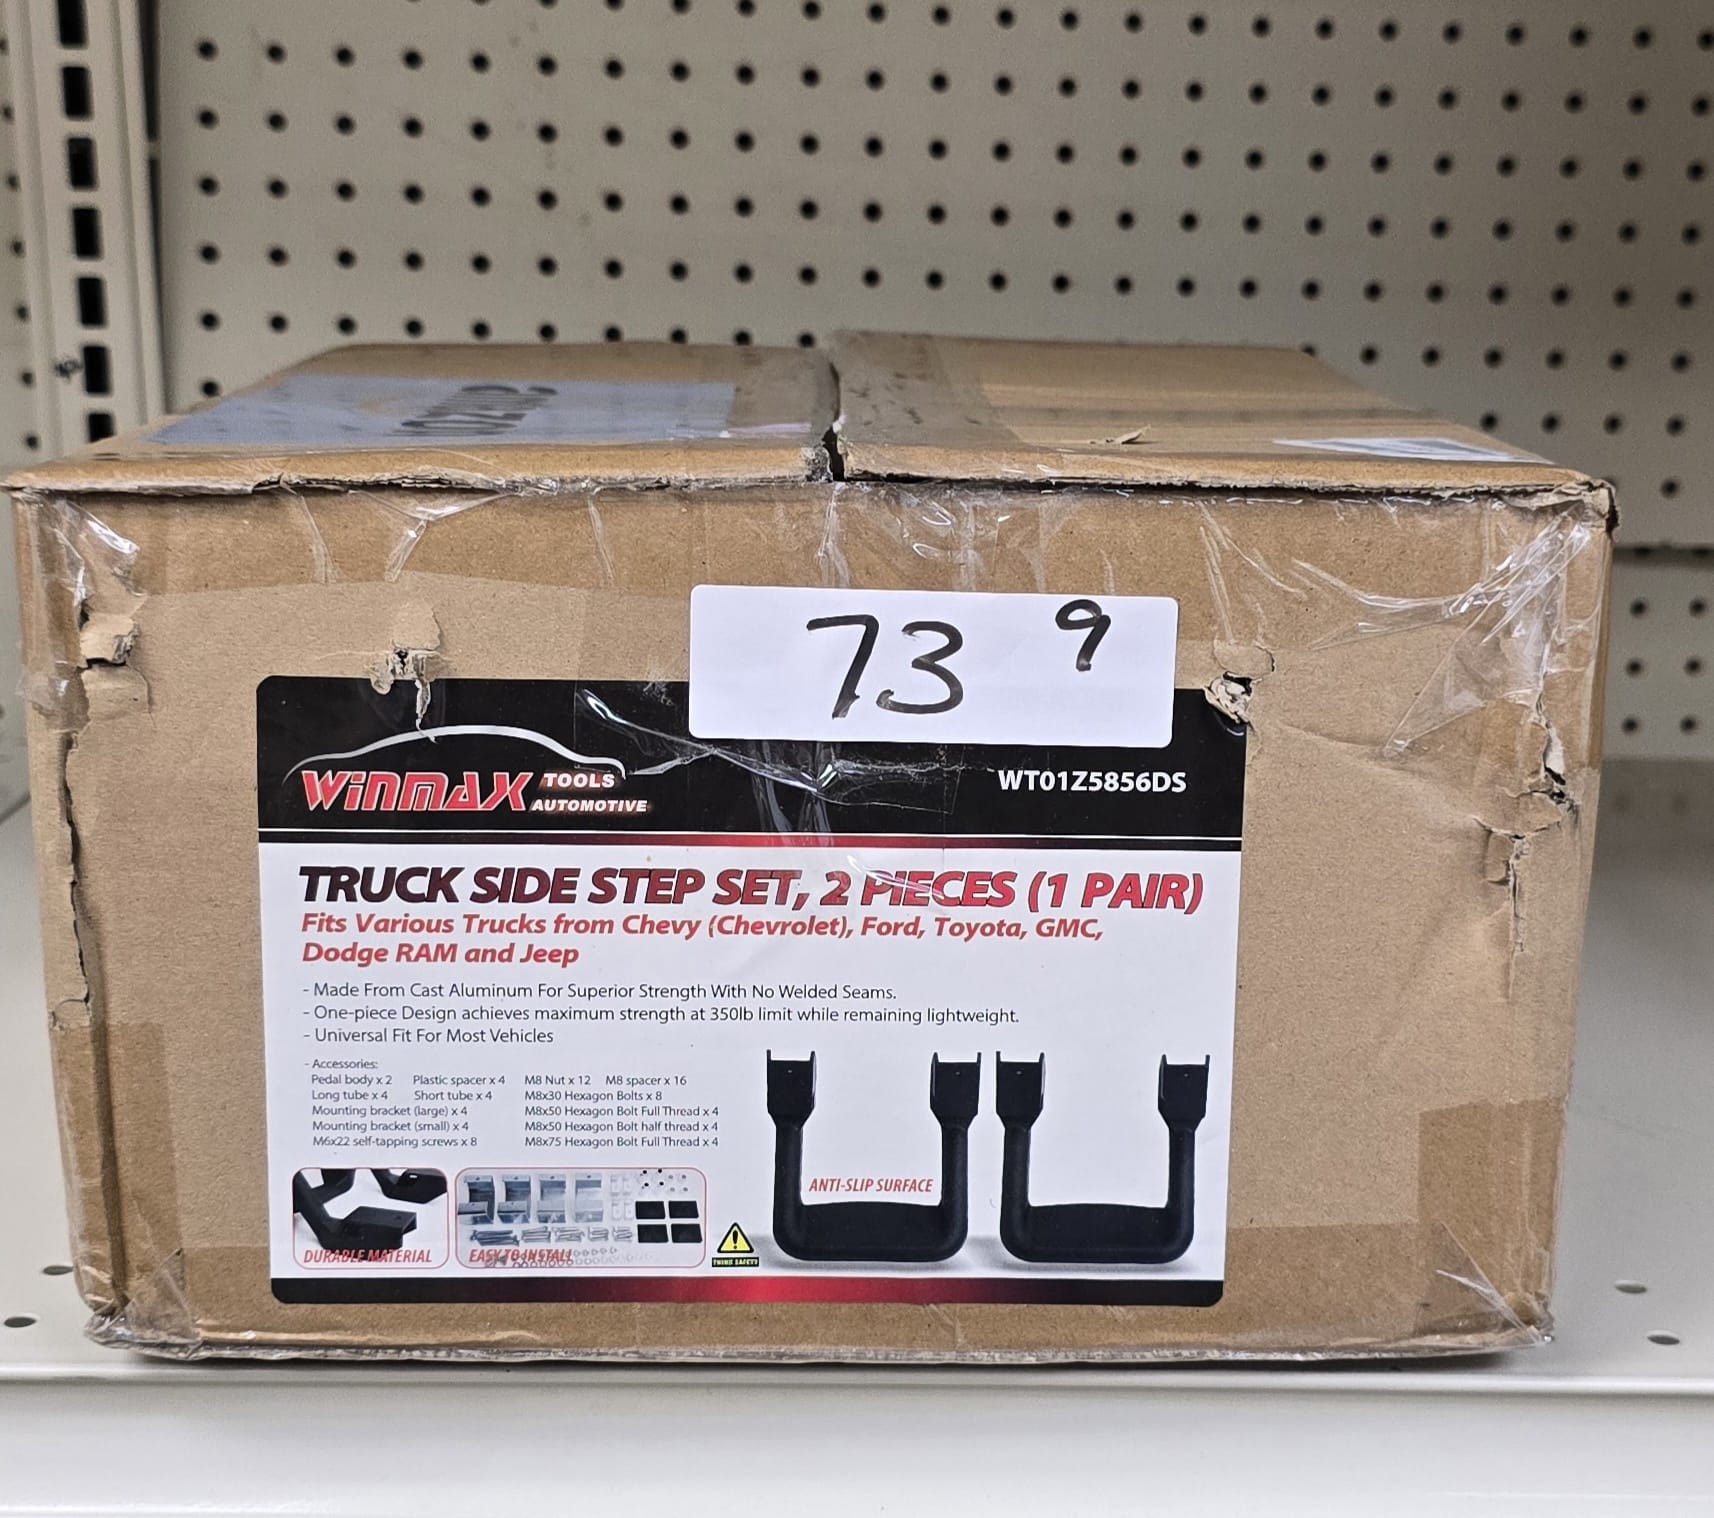 73 9
WINMAX TOOLS AUTOMOTIVE
WT01Z5856DS
TRUCK SIDE STEP SET, 2 PIECES (1 PAIR)
Fits Various Trucks from Chevy (Chevrolet), Ford, Toyota, GMC,
Dodge RAM and Jeep
- Made From Cast Aluminum For Superior Strength With No Welded Seams.
- One-piece Design achieves maximum strength at 350lb limit while remaining lightweight.
- Universal Fit For Most Vehicles
- Accessories:
Pedal body x 2 Plastic spacer x 4 M8 Nut x 12 M8 spacer x 16
Long tube x 4 Short tube x 4 M8x30 Hexagon Bolts x 8
Mounting bracket (large) x 4 M8x50 Hexagon Bolt Full Thread x 4
Mounting bracket (small) x 4 M8x50 Hexagon Bolt half thread x 4
M6x22 self-tapping screws x 8 M8x75 Hexagon Bolt Full Thread x 4
ANTI-SLIP SURFACE
DURABLE MATERIAL
EASY TO INSTALL
THINK SAFETY